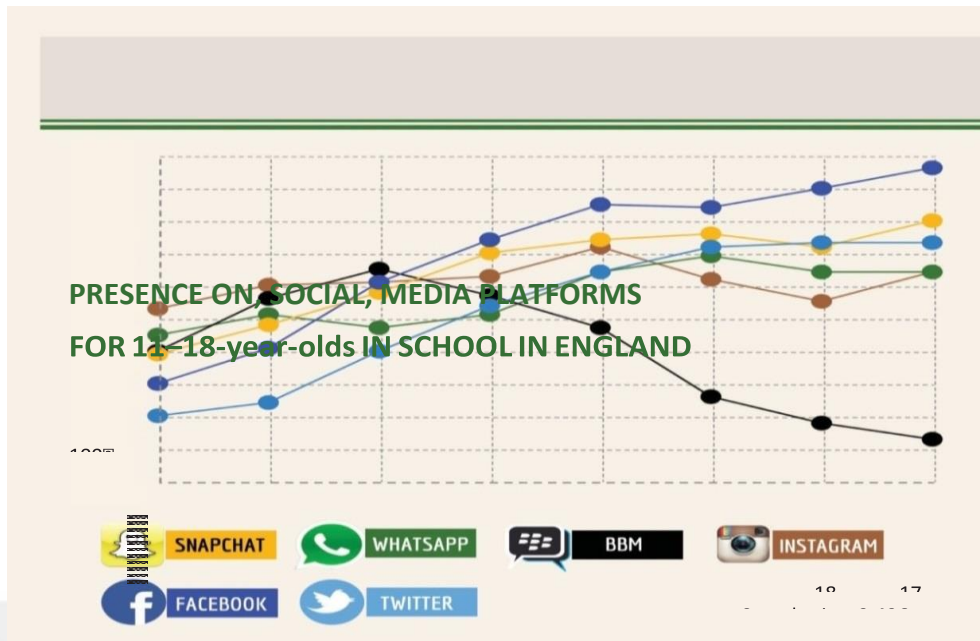 PRESENCE ON, SOCIAL, MEDIA PLATFORMS
FOR 11–18-year-olds IN SCHOOL IN ENGLAND
SNAPCHAT
WHATSAPP
BBM
INSTAGRAM
FACEBOOK
TWITTER